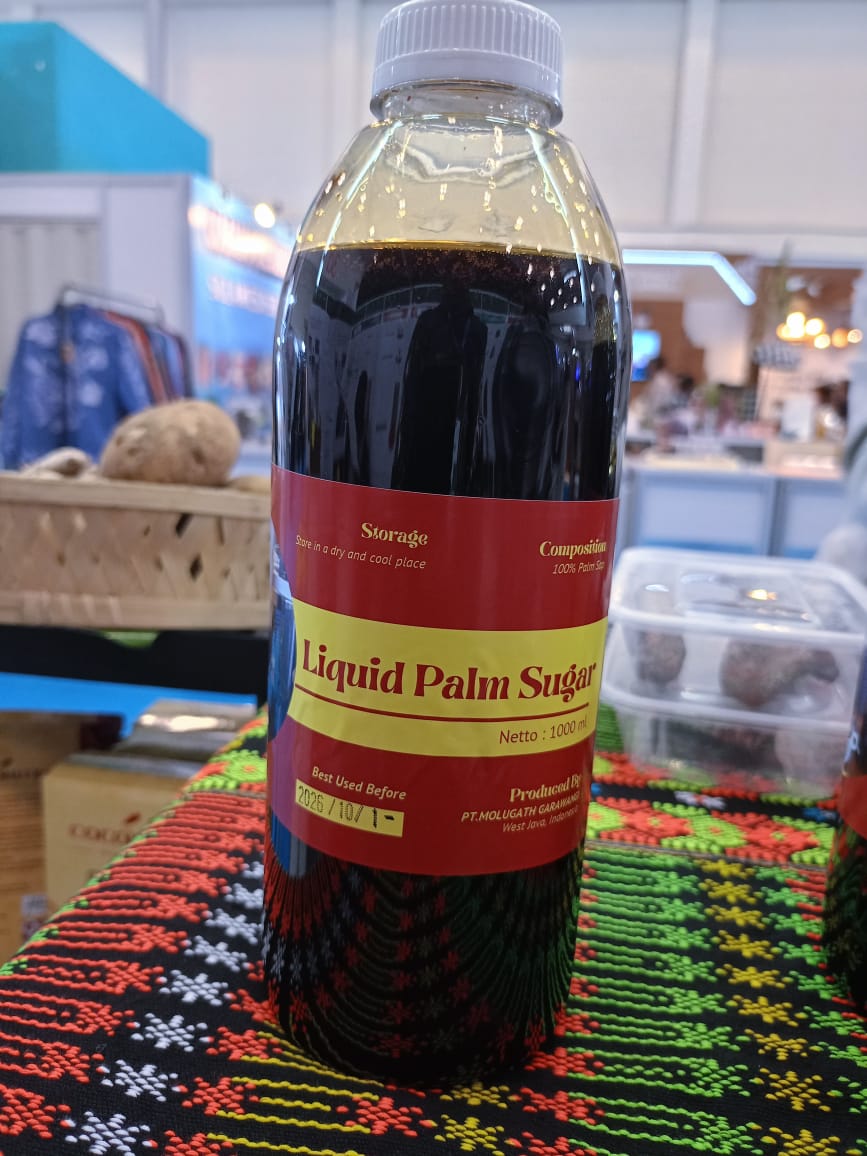 Storage
Store in a dry and cool place
Composition
100% Palm Sap
Liquid Palm Sugar
Netto : 1000 ml
Best Used Before
2026/10/1-
Produced By
PT.MOLUGATH GARAWANGI
West Java, Indonesia